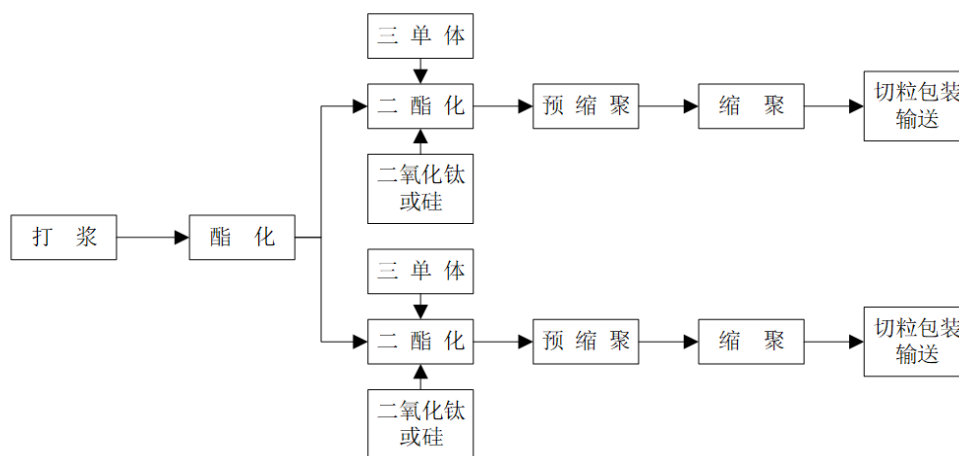 三单体
二酯化
预缩聚
缩聚
切粒包装
输送
二氧化钛
或硅
打浆
酯化
三单体
二酯化
预缩聚
缩聚
切粒包装
输送
二氧化钛
或硅